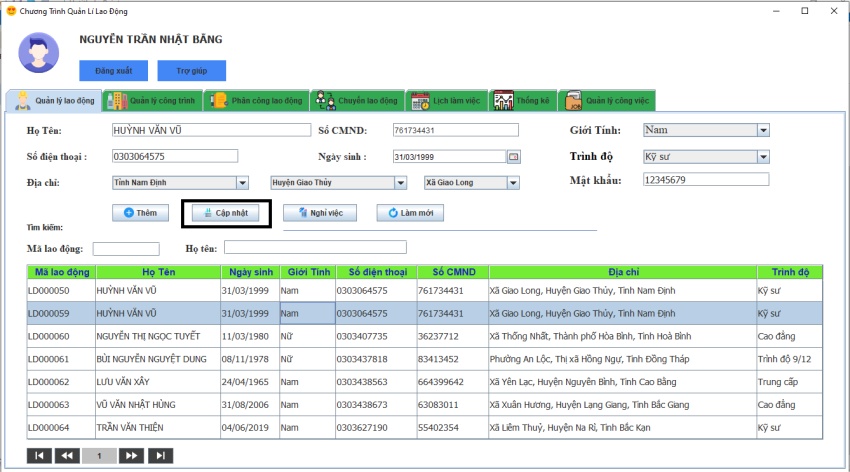 Chương Trình Quản Lí Lao Động
NGUYỄN TRẦN NHẬT BẰNG
Đăng xuất Trợ giúp
Quản lý lao động Quản lý công trình Phân công lao động Chuyển lao động Lịch làm việc Thống kê Quản lý công việc
Họ Tên: HUỲNH VĂN VŨ Số CMND: 761734431 Giới Tính: Nam
Số điện thoại : 0303064575 Ngày sinh : 31/03/1999 Trình độ Kỹ sư
Địa chỉ: Tỉnh Nam Định Huyện Giao Thủy Xã Giao Long Mật khẩu: 12345679
Thêm Cập nhật Nghỉ việc Làm mới
Tìm kiếm:
Mã lao động: Họ tên:
Mã lao động Họ Tên Ngày sinh Giới Tính Số điện thoại Số CMND Địa chỉ Trình độ
LD000050 HUỲNH VĂN VŨ 31/03/1999 Nam 0303064575 761734431 Xã Giao Long, Huyện Giao Thủy, Tỉnh Nam Định Kỹ sư
LD000059 HUỲNH VĂN VŨ 31/03/1999 Nam 0303064575 761734431 Xã Giao Long, Huyện Giao Thủy, Tỉnh Nam Định Kỹ sư
LD000060 NGUYỄN THỊ NGỌC TUYẾT 11/03/1980 Nữ 0303407735 36237712 Xã Thống Nhất, Thành phố Hòa Bình, Tỉnh Hoà Bình Cao đẳng
LD000061 BÙI NGUYỄN NGUYỆT DUNG 08/11/1978 Nữ 0303437818 83413452 Phường An Lộc, Thị xã Hồng Ngự, Tỉnh Đồng Tháp Trình độ 9/12
LD000062 LƯU VĂN XÂY 24/04/1965 Nam 0303438563 664399642 Xã Yên Lạc, Huyện Nguyên Bình, Tỉnh Cao Bằng Trung cấp
LD000063 VŨ VĂN NHẬT HÙNG 31/08/2006 Nam 0303438673 63083011 Xã Xuân Hương, Huyện Lạng Giang, Tỉnh Bắc Giang Cao đẳng
LD000064 TRẦN VĂN THIỆN 04/06/2019 Nam 0303627190 55402354 Xã Liêm Thuỷ, Huyện Na Rì, Tỉnh Bắc Kạn Kỹ sư
1